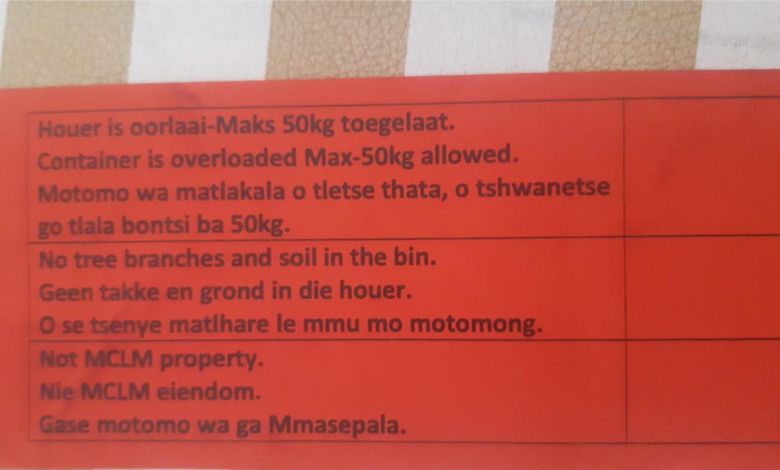 Houer is oorlaai-Maks 50kg toegelaat.
Container is overloaded Max-50kg allowed.
Motomo wa matlakala o tletse thata, o tshwanetse
go tlala bontsi ba 50kg.
No tree branches and soil in the bin.
Geen takke en grond in die houer.
O se tsenye matlhare le mmu mo motomong.
Not MCLM property.
Nie MCLM eiendom.
Gase motomo wa ga Mmasepala.